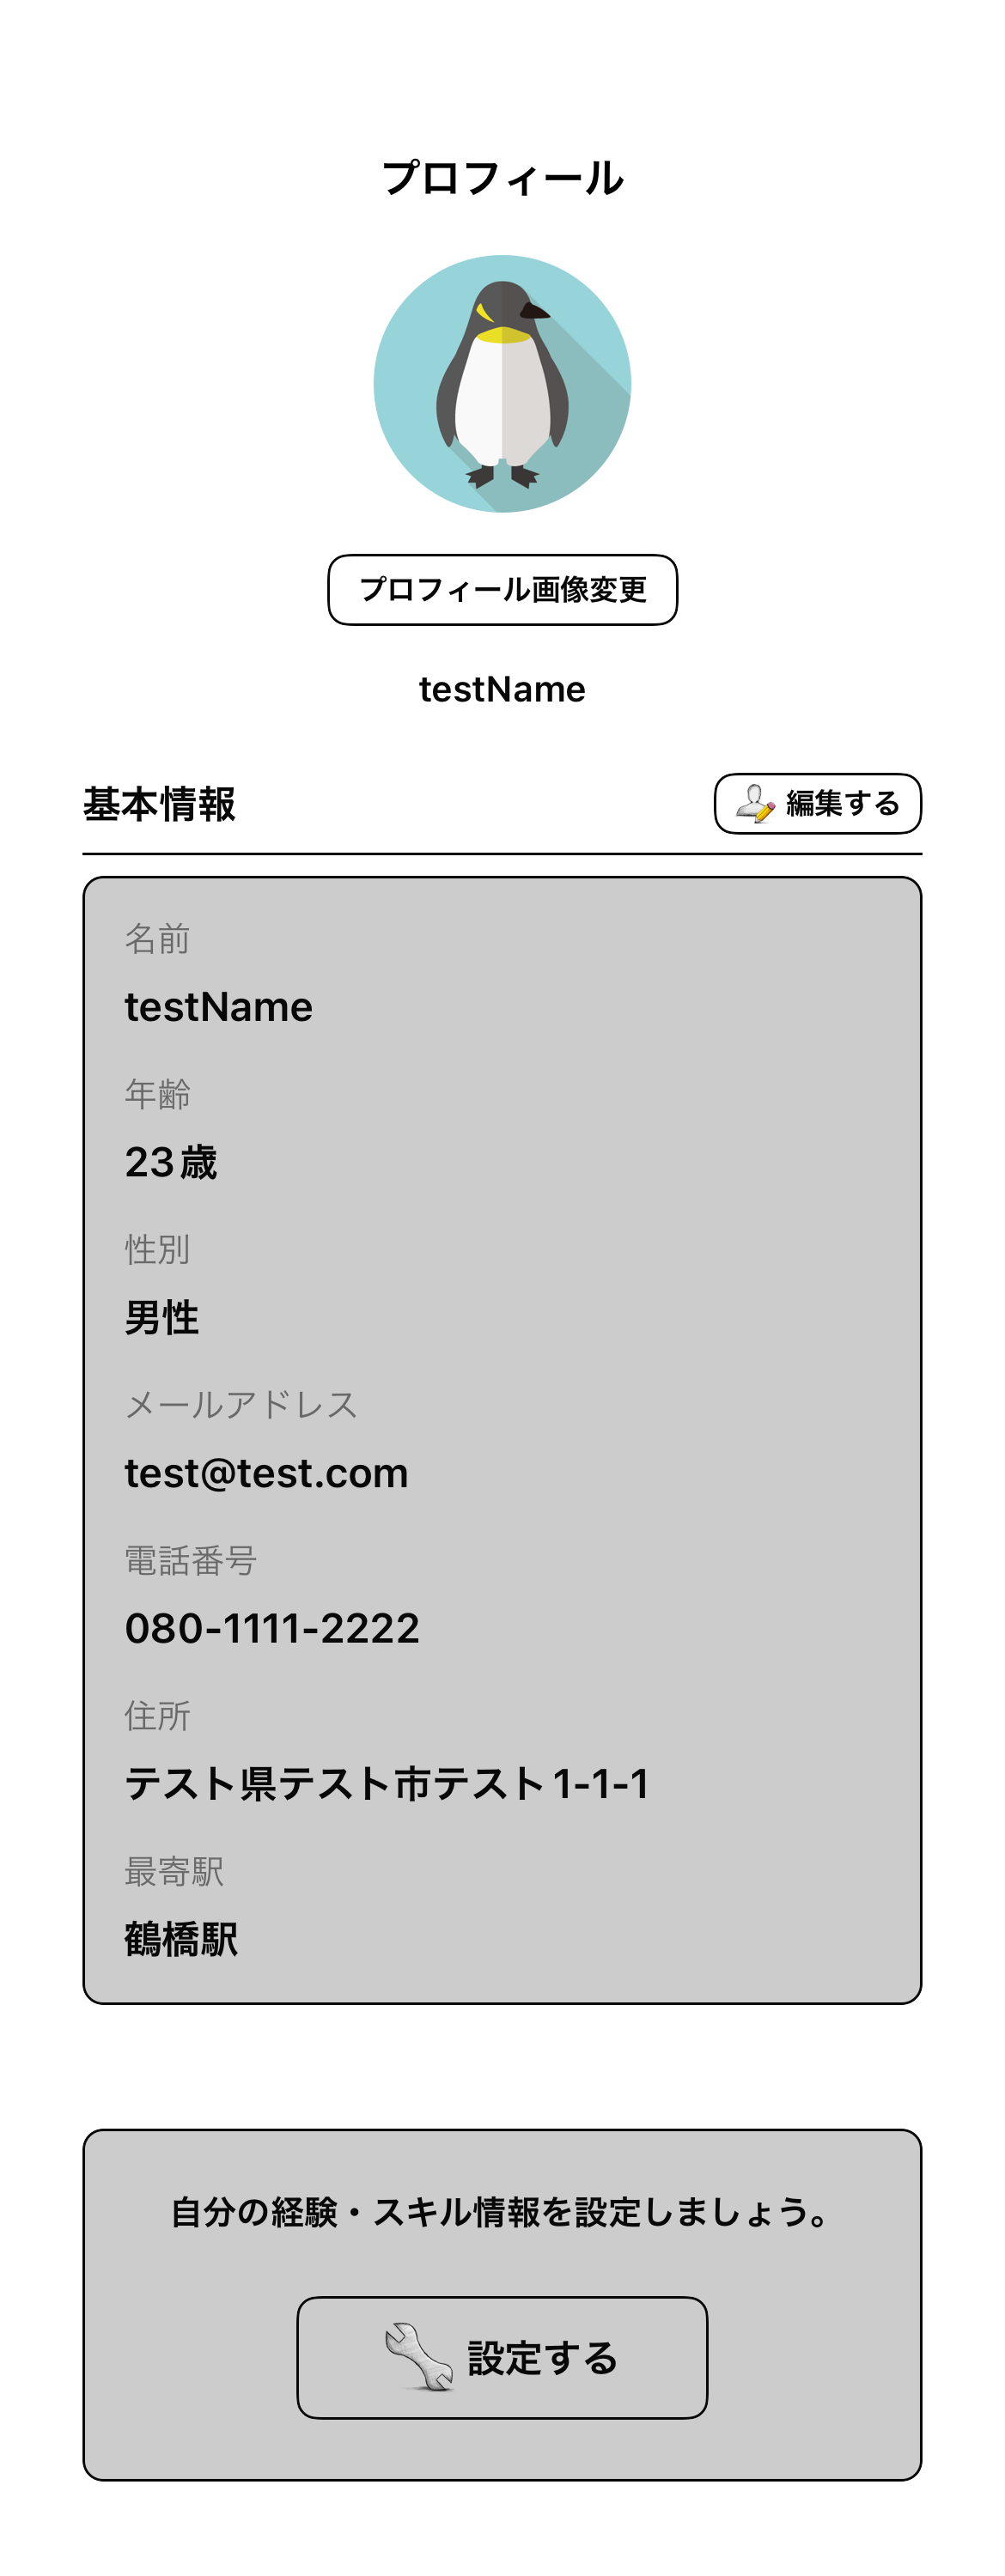 プロフィール
プロフィール画像変更
testName
基本情報
編集する
名前
testName
年齢
23歳
性別
男性
メールアドレス
test@test.com
電話番号
080-1111-2222
住所
テスト県テスト市テスト1-1-1
最寄駅
鶴橋駅
自分の経験・スキル情報を設定しましょう。
設定する